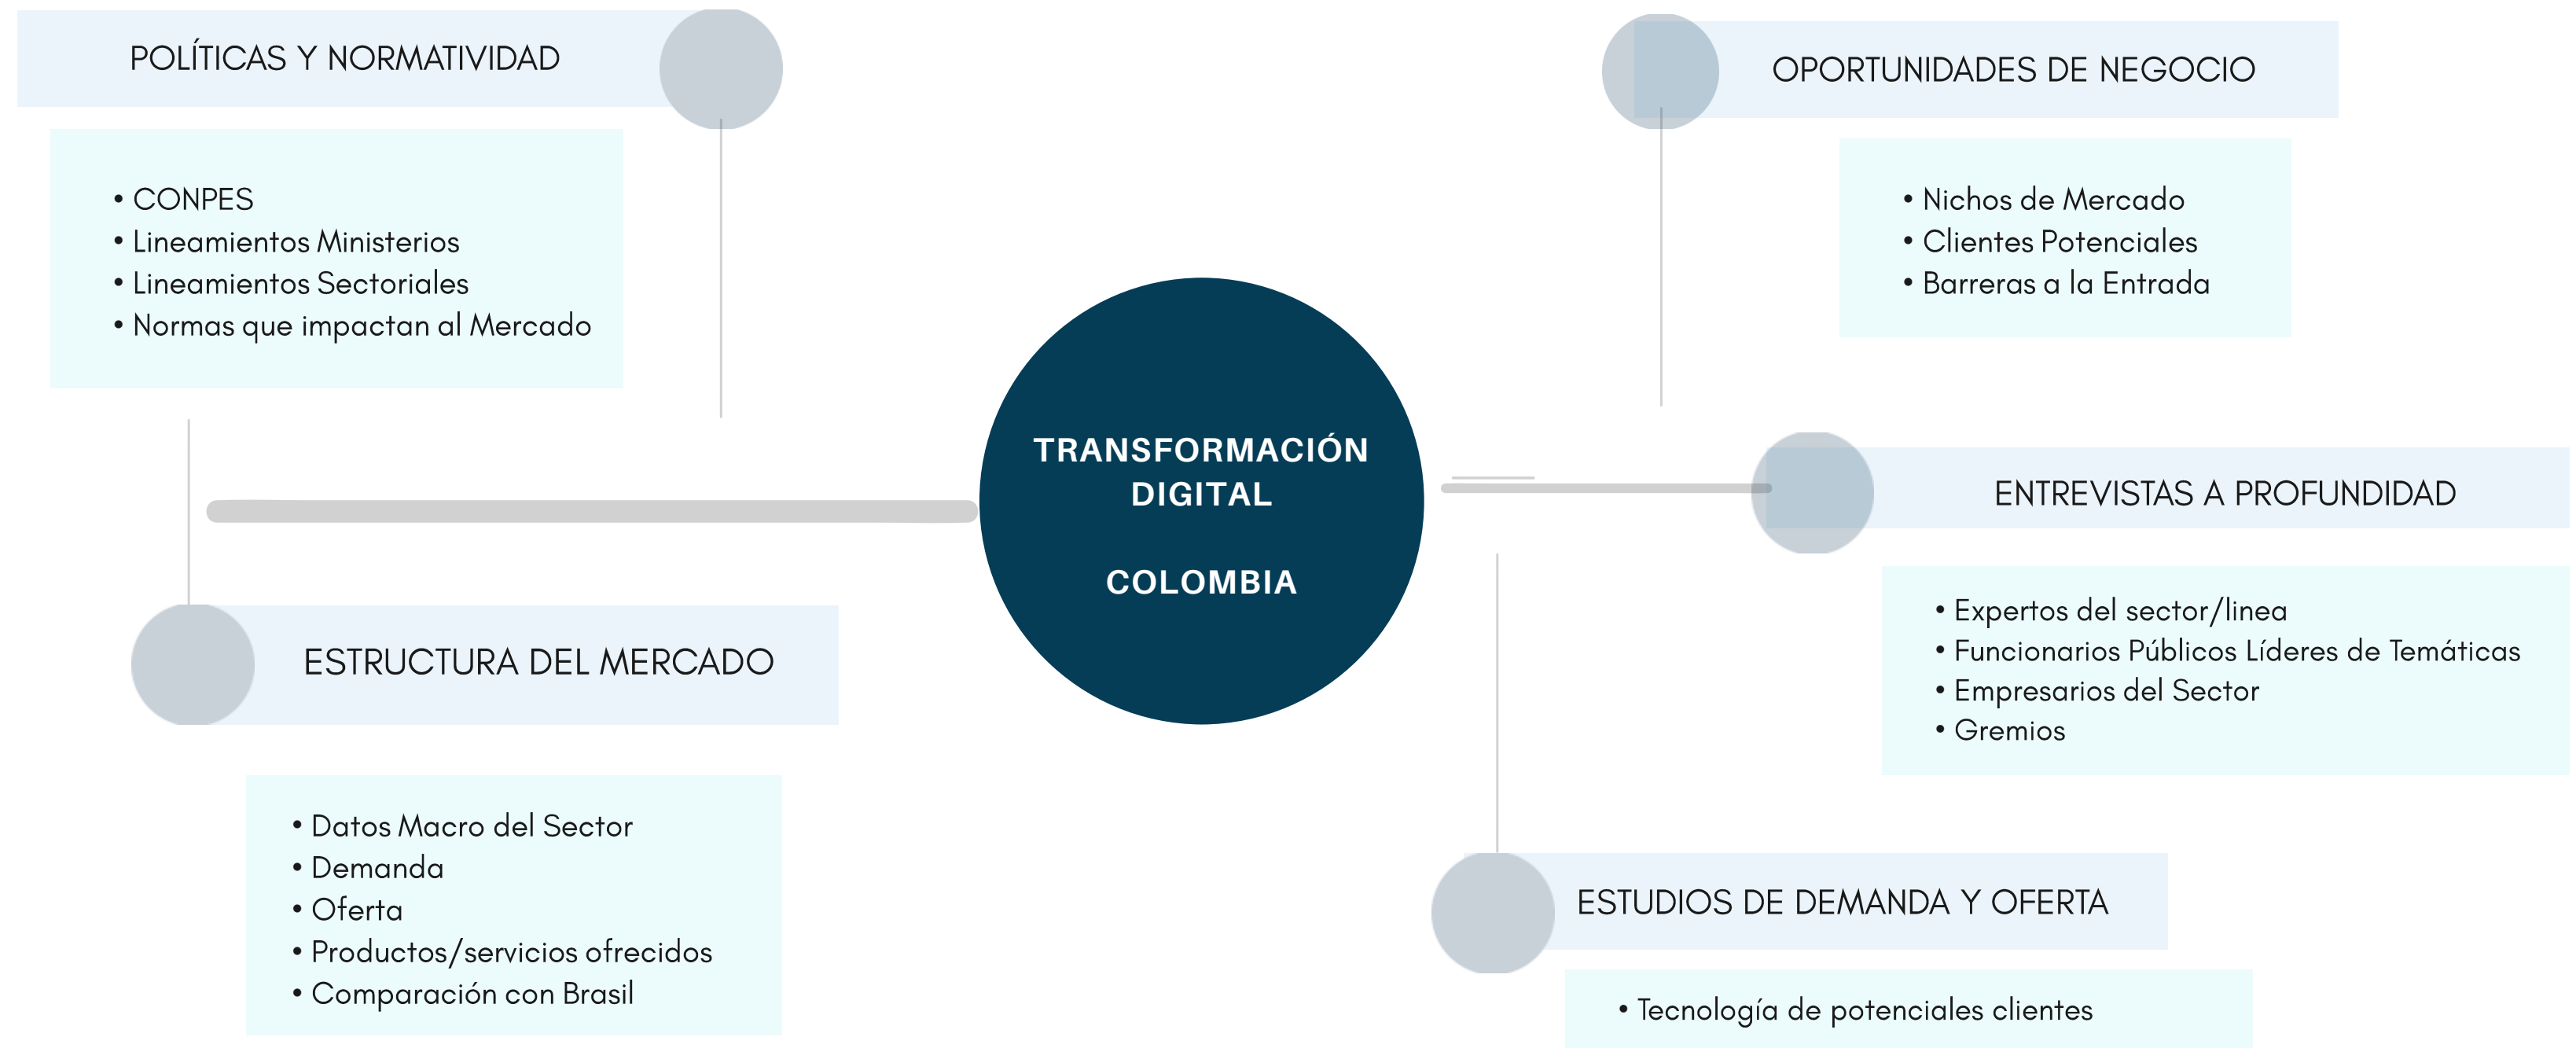 POLÍTICAS Y NORMATIVIDAD
• CONPES
• Lineamientos Ministerios
• Lineamientos Sectoriales
• Normas que impactan al Mercado
ESTRUCTURA DEL MERCADO
• Datos Macro del Sector
• Demanda
• Oferta
• Productos/servicios ofrecidos
• Comparación con Brasil
TRANSFORMACIÓN
DIGITAL
COLOMBIA
OPORTUNIDADES DE NEGOCIO
• Nichos de Mercado
• Clientes Potenciales
• Barreras a la Entrada
ENTREVISTAS A PROFUNDIDAD
• Expertos del sector/linea
• Funcionarios Públicos Líderes de Temáticas
• Empresarios del Sector
• Gremios
ESTUDIOS DE DEMANDA Y OFERTA
• Tecnología de potenciales clientes